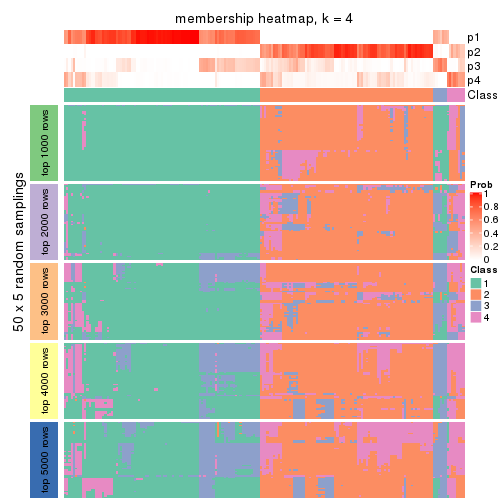 membership heatmap, k = 4
p1
p2
p3
p4
Class
50 x 5 random samplings
top 1000 rows
top 2000 rows
top 3000 rows
top 4000 rows
top 5000 rows
Prob
1
0.8
0.6
0.4
0.2
0
Class
1
2
3
4